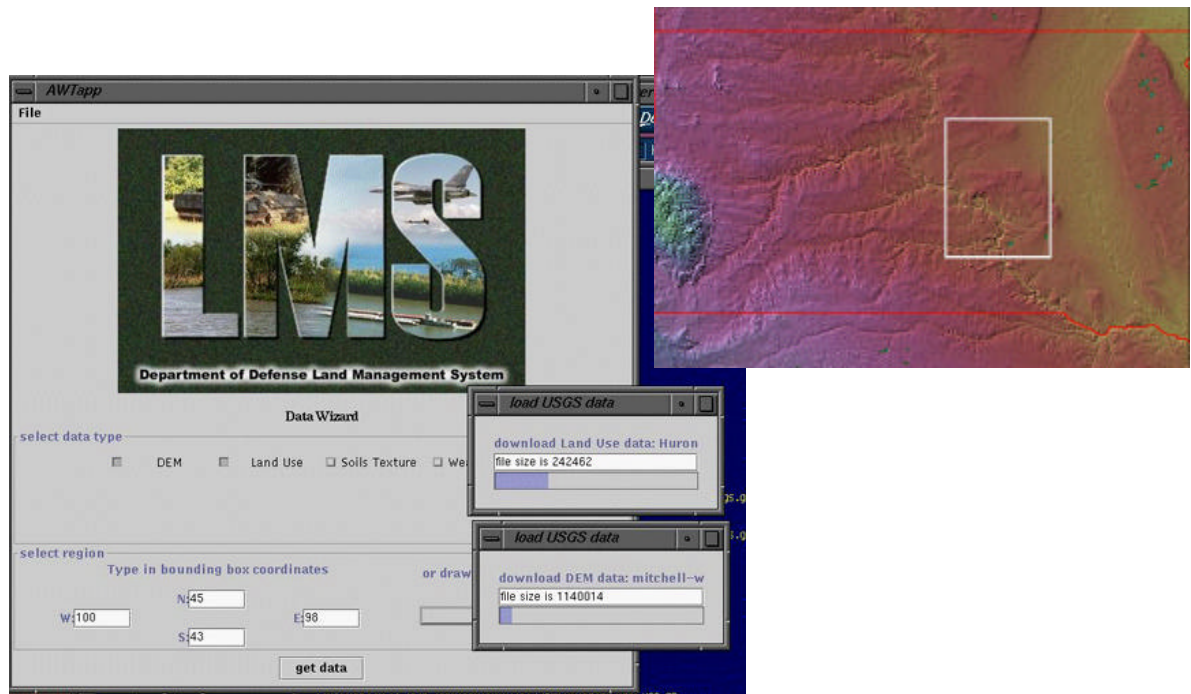 AWTapp
File
LMS
Department of Defense Land Management System
Data Wizard
select data type
DEM Land Use Soils Texture We
select region
Type in bounding box coordinates or draw
N: 45
W: 100 E: 98
S: 43
get data
load USGS data
download Land Use data: Huron
file size is 242462
load USGS data
download DEM data: mitchell-w
file size is 1140014